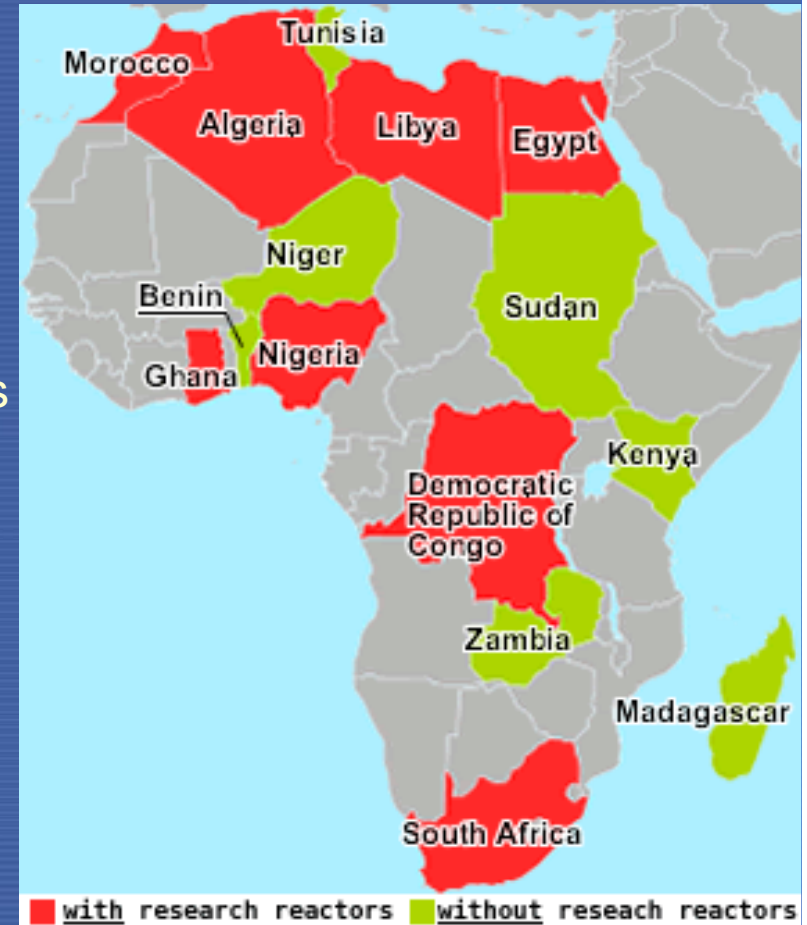 Tunisia
Morocco
Algeria
Libya
Egypt
Niger
Benin
Sudan
Nigeria
Ghana
s
Kenya
Democratic
Republic of
Congo
Zambia
Madagascar
South Africa
with research reactors without reseach reactors